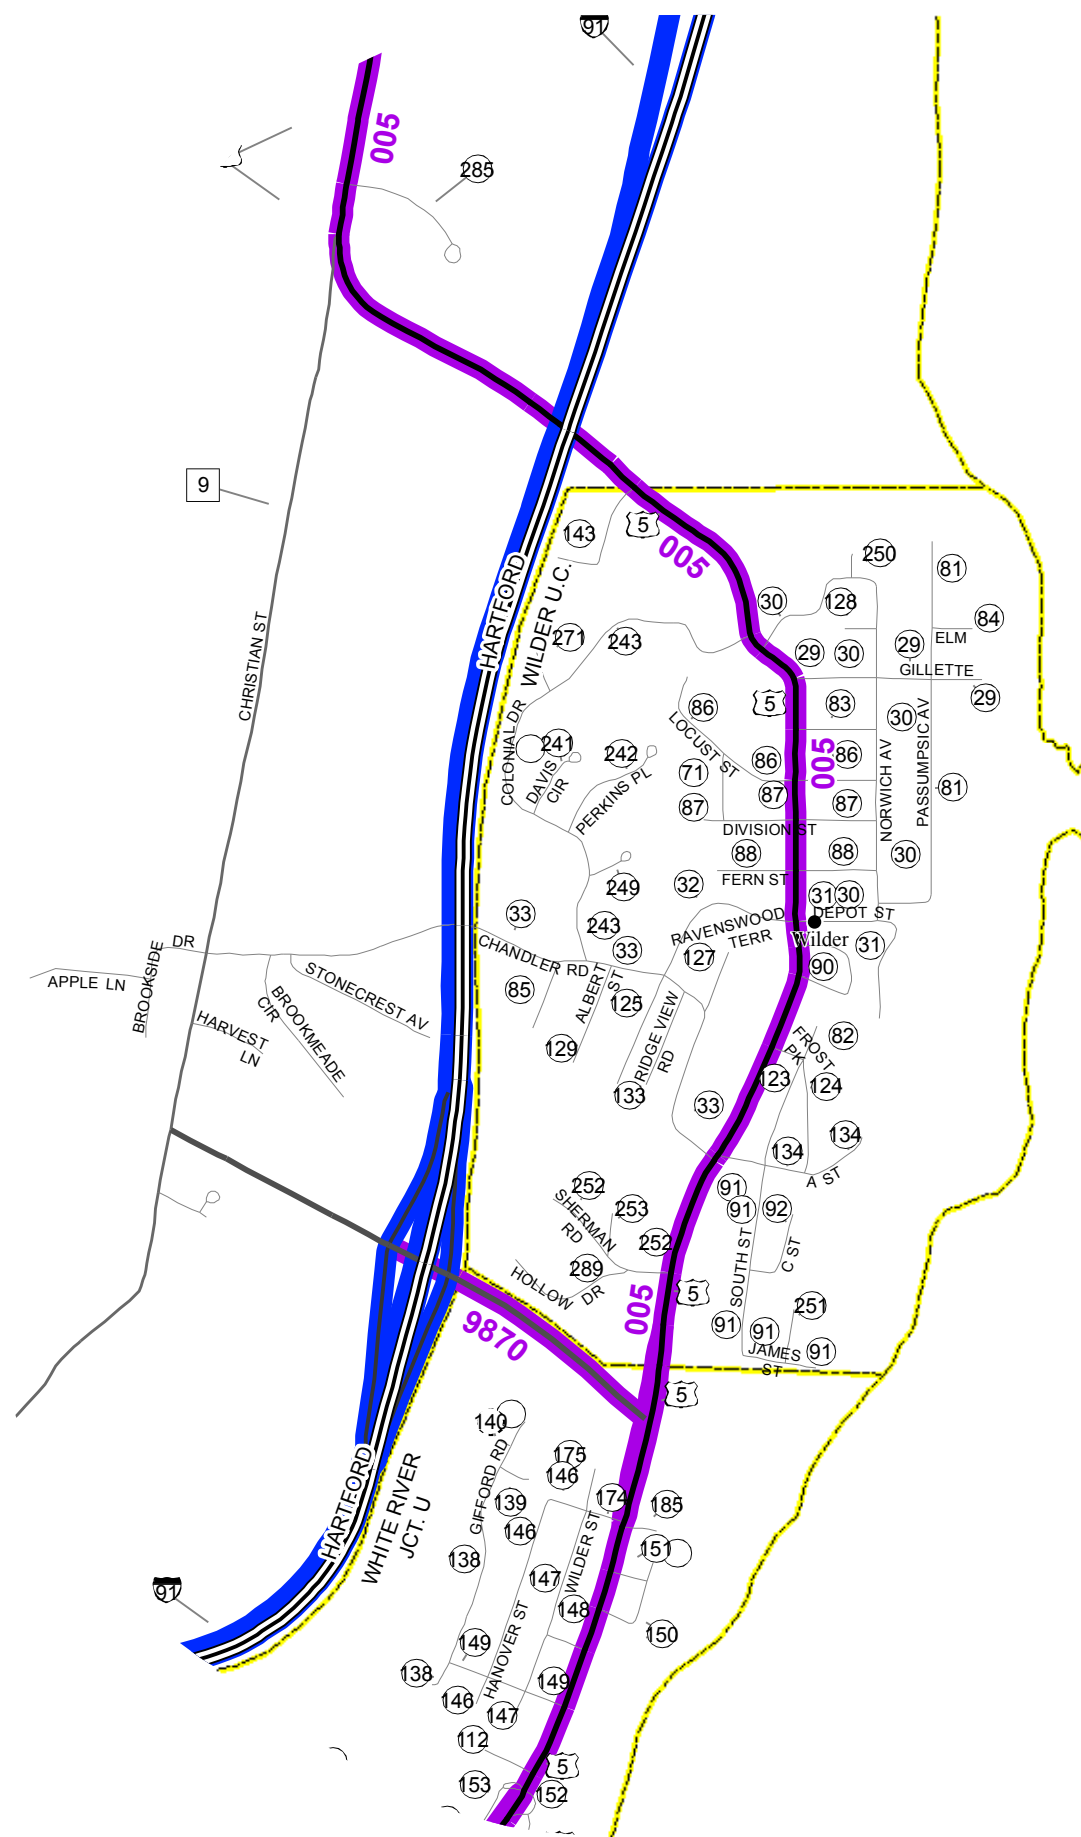 91
005
285
9
143
5
005
HARTFORD
WILDER U.C.
250
81
30
128
84
271
243
29
30
29
ELM
GILLETTE
CHRISTIAN ST
86
5
83
30
29
COLONIAL DR
LOCUST ST
241
242
86
005
86
NORWICH AV
PASSUMPSIC AV
71
DAVIS
CIR
PERKINS PL
87
87
87
81
DIVISION ST
88
88
30
FERN ST
249
32
31
30
33
243
RAVENSWOOD
TERR
DEPOT ST
Wilder
BROOKSIDE
DR
CHANDLER RD
33
127
31
90
APPLE LN
STONECREST AV
85
ALBERT
ST
125
BROOKMEADE
CIR
HARVEST
LN
129
RIDGE VIEW
RD
FROST
PK
82
133
33
123
124
134
134
A ST
252
253
91
91
92
SHERMAN
RD
252
SOUTH ST
C ST
289
HOLLOW
DR
005
5
251
9870
91
91
91
JAMES
ST
5
140
GIFFORD RD
175
146
HARTFORD
WHITE RIVER
JCT. U
139
174
185
146
WILDER ST
138
151
147
148
91
HANOVER ST
150
149
138
149
146
147
112
5
153
152